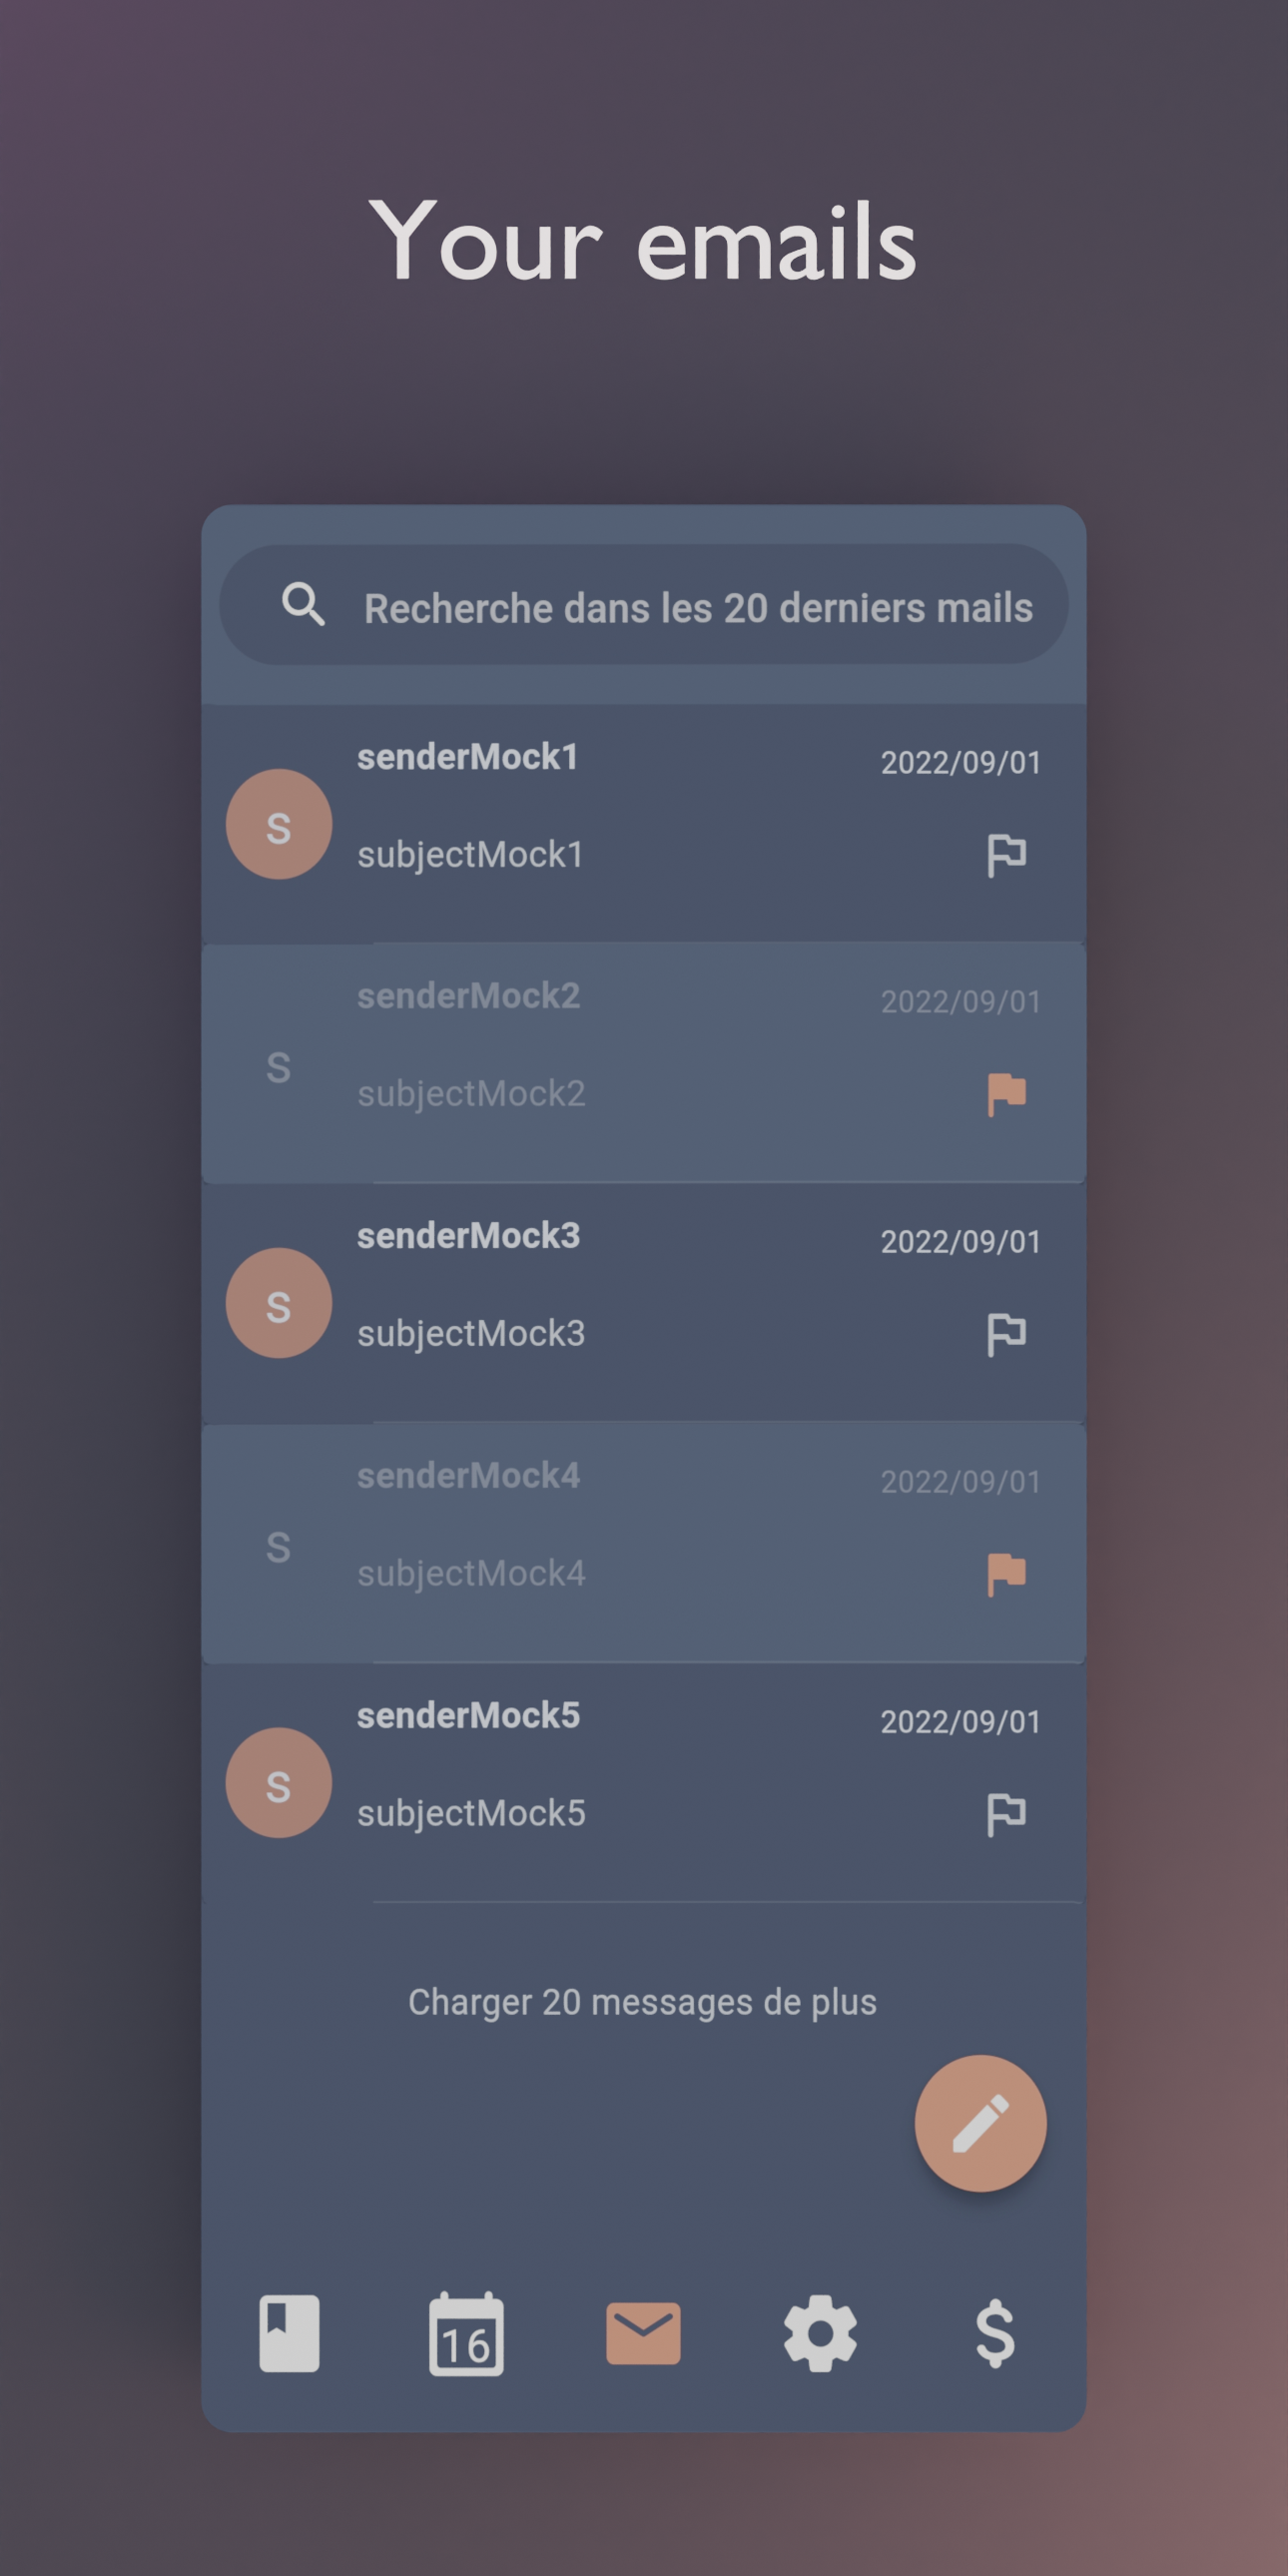 Your emails
Recherche dans les 20 derniers mails
senderMock1
2022/09/01
S
subjectMock1
senderMock2
2022/09/01
S
subjectMock2
senderMock3
2022/09/01
S
subjectMock3
senderMock4
2022/09/01
S
subjectMock4
senderMock5
2022/09/01
S
subjectMock5
Charger 20 messages de plus
16
$